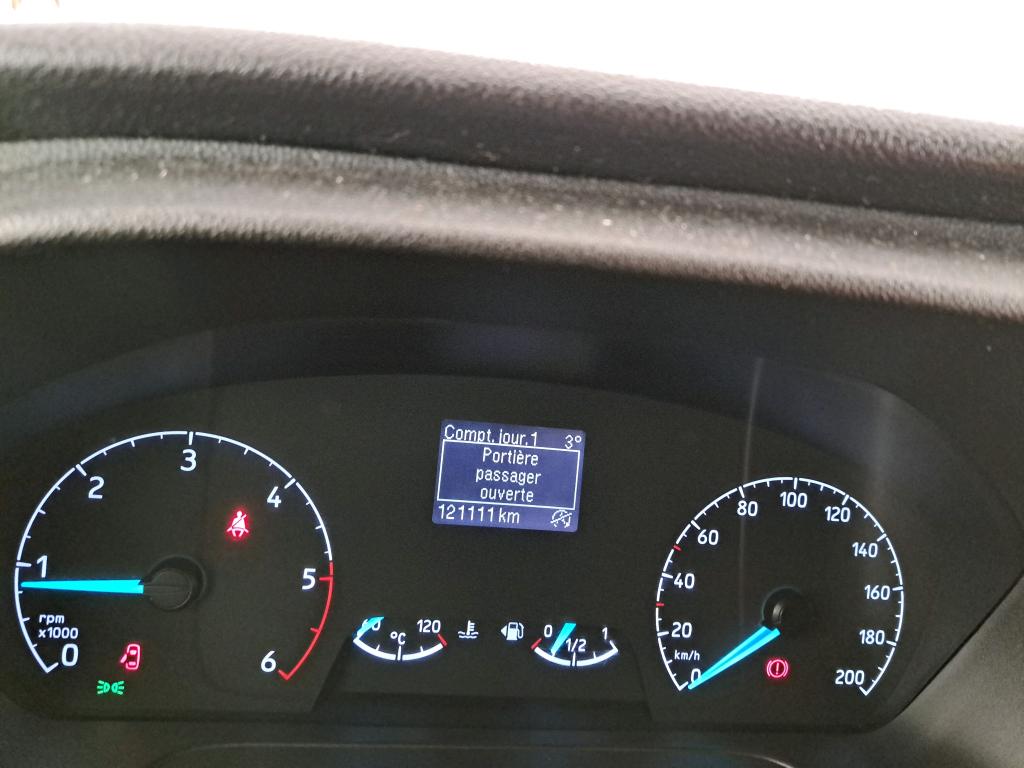 Compt. jour.1 3°
Portière
passager
ouverte
121111 km
0 1 2 3 4 5 6
rpm
x1000
60 °C 120
0 1/2 1
0 20 40 60 80 100 120 140 160 180 200
km/h